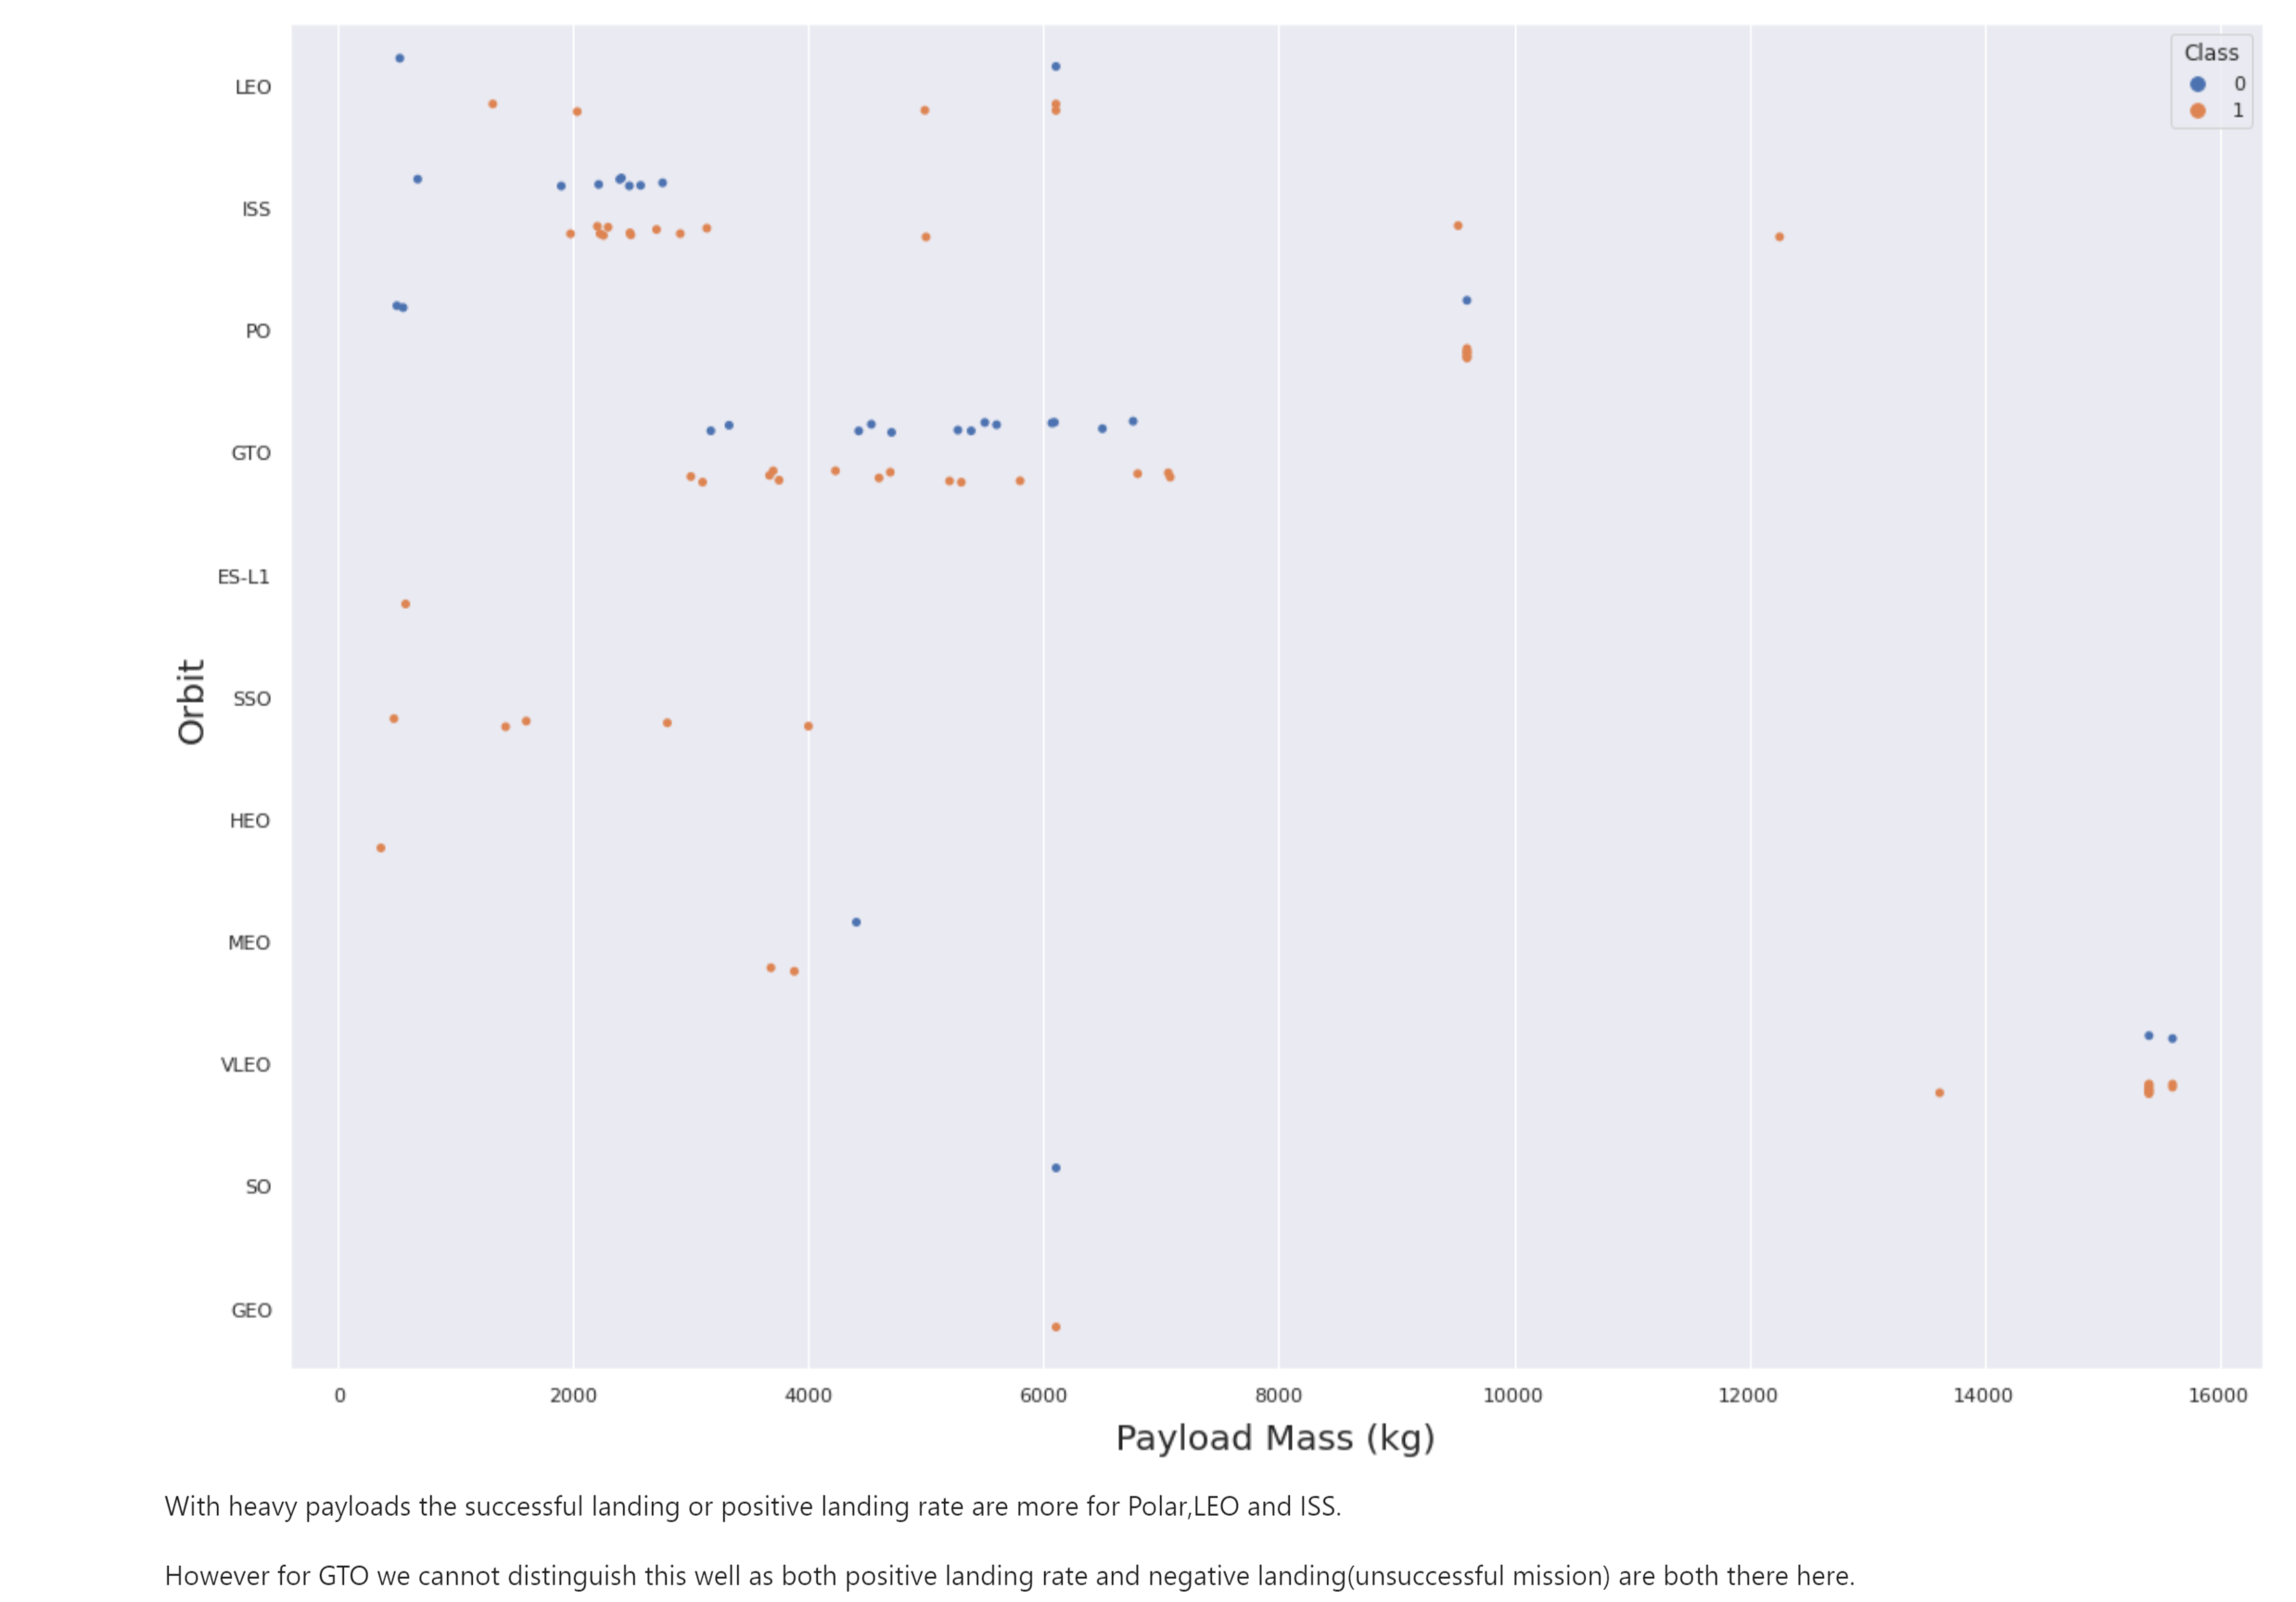 Class
0
1
LEO
ISS
PO
GTO
ES-L1
SSO
HEO
MEO
VLEO
SO
GEO
Orbit
0 2000 4000 6000 8000 10000 12000 14000 16000
Payload Mass (kg)
With heavy payloads the successful landing or positive landing rate are more for Polar,LEO and ISS.
However for GTO we cannot distinguish this well as both positive landing rate and negative landing(unsuccessful mission) are both there here.